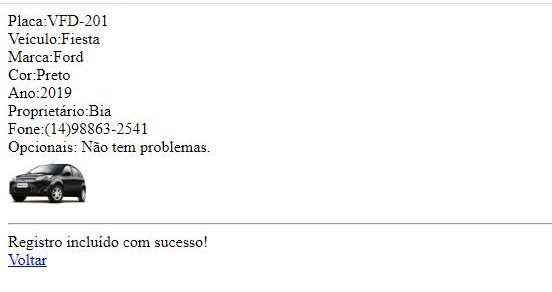 Placa:VFD-201
Veículo:Fiesta
Marca:Ford
Cor:Preto
Ano:2019
Proprietário:Bia
Fone:(14)98863-2541
Opcionais: Não tem problemas.
Registro incluído com sucesso!
Voltar